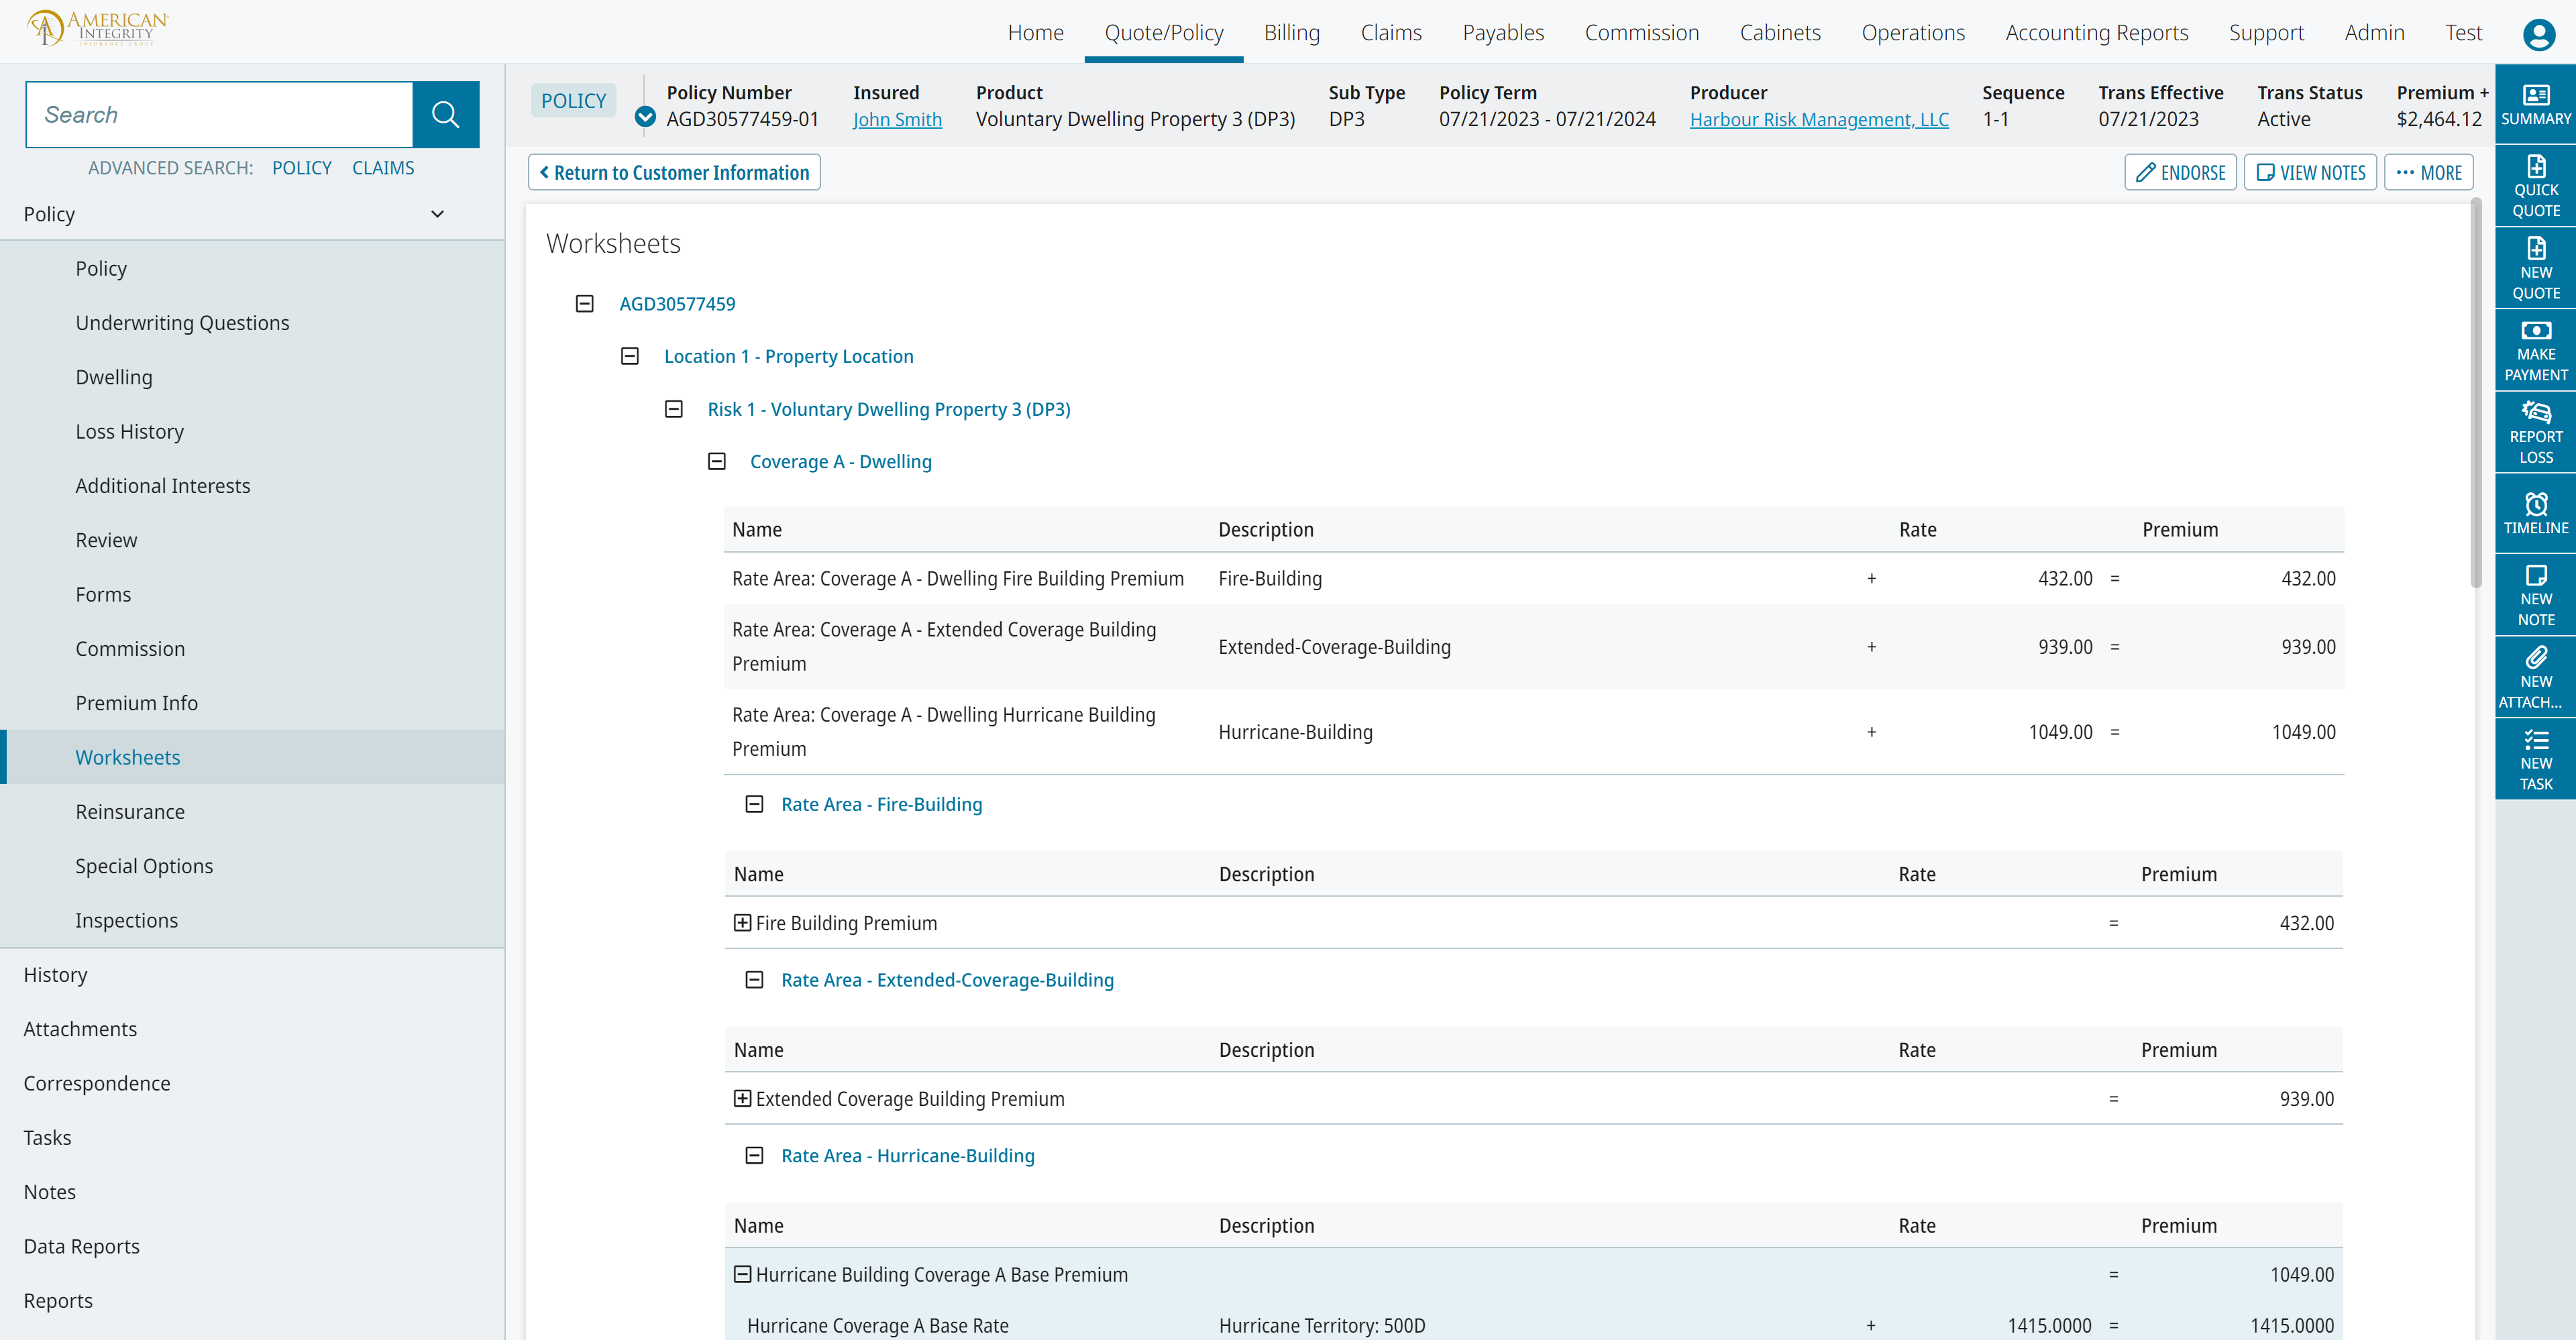 AMERICAN
INTEGRITY
INSURANCE GROUP
Home Quote/Policy Billing Claims Payables Commission Cabinets Operations Accounting Reports Support Admin Test
Search
ADVANCED SEARCH: POLICY CLAIMS
Policy
Policy
Underwriting Questions
Dwelling
Loss History
Additional Interests
Review
Forms
Commission
Premium Info
Worksheets
Reinsurance
Special Options
Inspections
History
Attachments
Correspondence
Tasks
Notes
Data Reports
Reports
POLICY
Policy Number Insured Product Sub Type Policy Term Producer Sequence Trans Effective Trans Status Premium +
AGD30577459-01 John Smith Voluntary Dwelling Property 3 (DP3) DP3 07/21/2023 - 07/21/2024 Harbour Risk Management, LLC 1-1 07/21/2023 Active $2,464.12
Return to Customer Information ENDORSE VIEW NOTES ... MORE
Worksheets
AGD30577459
Location 1 - Property Location
Risk 1 - Voluntary Dwelling Property 3 (DP3)
Coverage A - Dwelling
Name Description Rate Premium
Rate Area: Coverage A - Dwelling Fire Building Premium Fire-Building + 432.00 = 432.00
Rate Area: Coverage A - Extended Coverage Building
Premium Extended-Coverage-Building + 939.00 = 939.00
Rate Area: Coverage A - Dwelling Hurricane Building
Premium Hurricane-Building + 1049.00 = 1049.00
Rate Area - Fire-Building
Name Description Rate Premium
Fire Building Premium = 432.00
Rate Area - Extended-Coverage-Building
Name Description Rate Premium
Extended Coverage Building Premium = 939.00
Rate Area - Hurricane-Building
Name Description Rate Premium
Hurricane Building Coverage A Base Premium = 1049.00
Hurricane Coverage A Base Rate Hurricane Territory: 500D + 1415.0000 = 1415.0000
SUMMARY
QUICK
QUOTE
NEW
QUOTE
MAKE
PAYMENT
REPORT
LOSS
TIMELINE
NEW
NOTE
NEW
ATTACH...
NEW
TASK